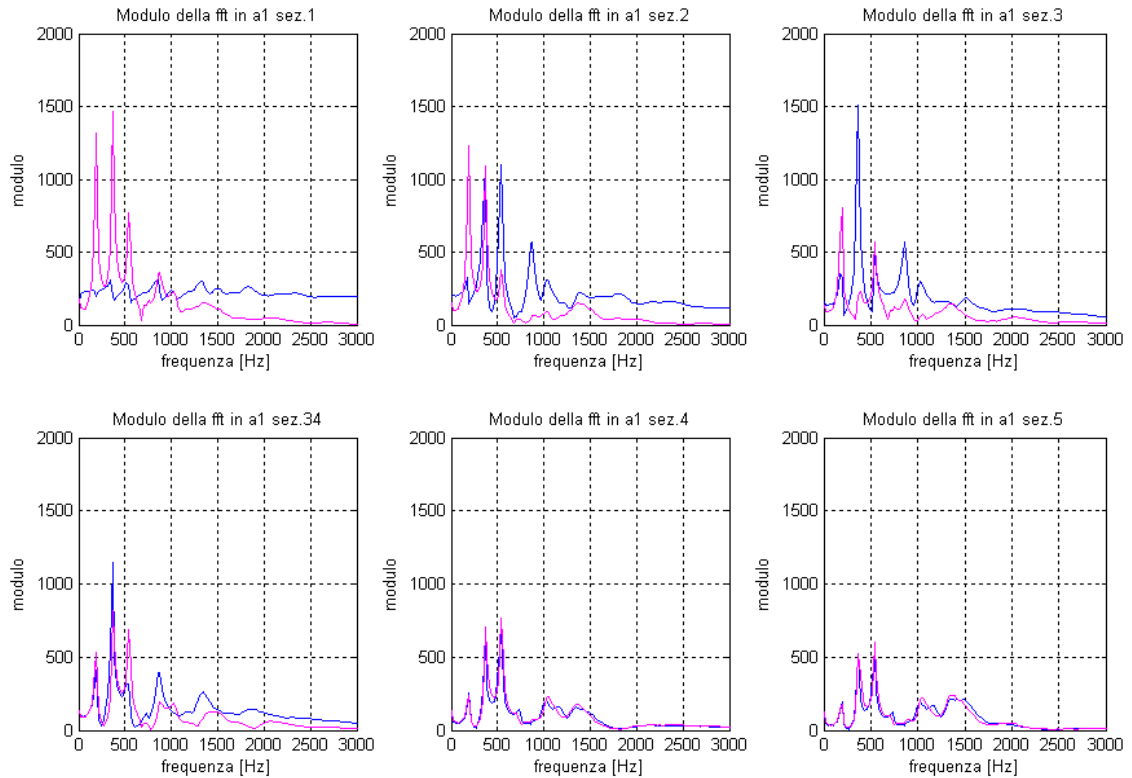 Modulo della fft in a1 sez.1
Modulo della fft in a1 sez.2
Modulo della fft in a1 sez.3
2000
1500
1000
500
0
modulo
0 500 1000 1500 2000 2500 3000
frequenza [Hz]
2000
1500
1000
500
0
modulo
0 500 1000 1500 2000 2500 3000
frequenza [Hz]
2000
1500
1000
500
0
modulo
0 500 1000 1500 2000 2500 3000
frequenza [Hz]
Modulo della fft in a1 sez.34
Modulo della fft in a1 sez.4
Modulo della fft in a1 sez.5
2000
1500
1000
500
0
modulo
0 500 1000 1500 2000 2500 3000
frequenza [Hz]
2000
1500
1000
500
0
modulo
0 500 1000 1500 2000 2500 3000
frequenza [Hz]
2000
1500
1000
500
0
modulo
0 500 1000 1500 2000 2500 3000
frequenza [Hz]